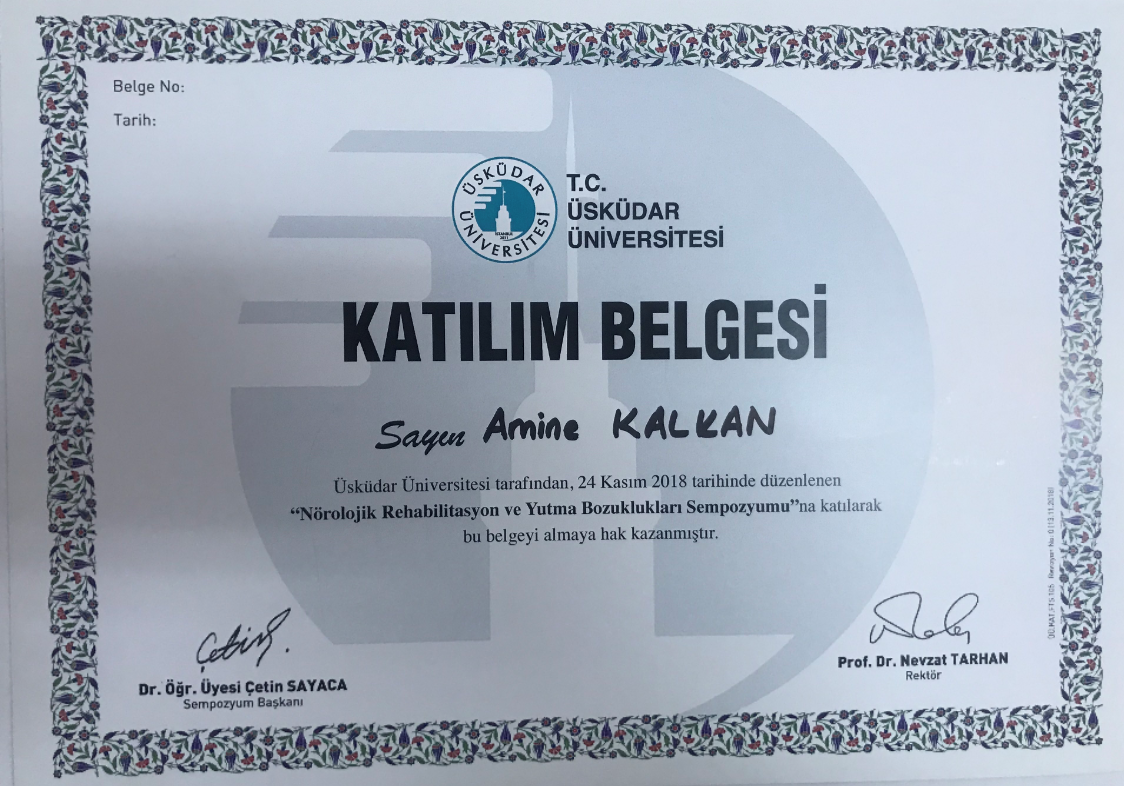 Belge No:
Tarih:
ÜSKÜDAR ÜNİVERSİTESİ
İSTANBUL
2011
T.C.
ÜSKÜDAR
ÜNİVERSİTESİ
KATILIM BELGESİ
Sayın Amine KALKAN
Üsküdar Üniversitesi tarafından, 24 Kasım 2018 tarihinde düzenlenen
“Nörolojik Rehabilitasyon ve Yutma Bozuklukları Sempozyumu”na katılarak
bu belgeyi almaya hak kazanmıştır.
Dr. Öğr. Üyesi Çetin SAYACA
Sempozyum Başkanı
Prof. Dr. Nevzat TARHAN
Rektör